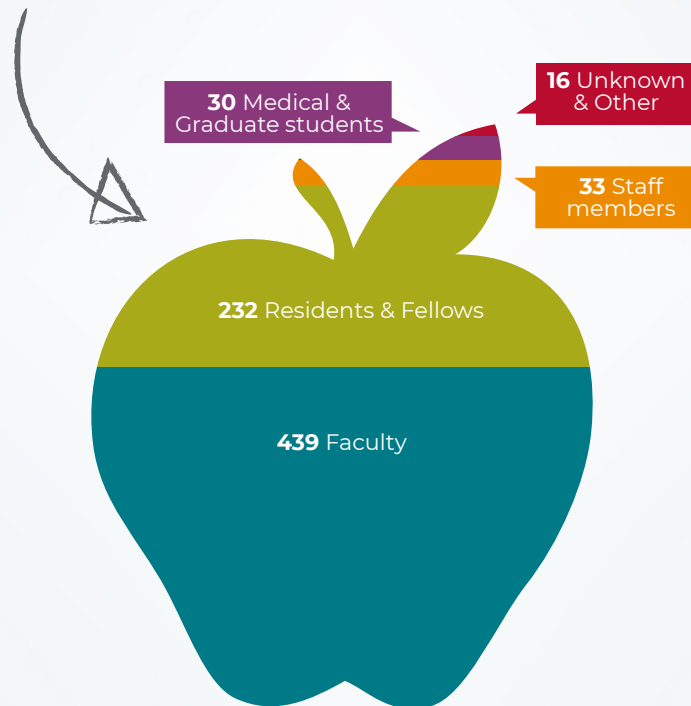 30 Medical &
Graduate students
16 Unknown
& Other
33 Staff
members
232 Residents & Fellows
439 Faculty